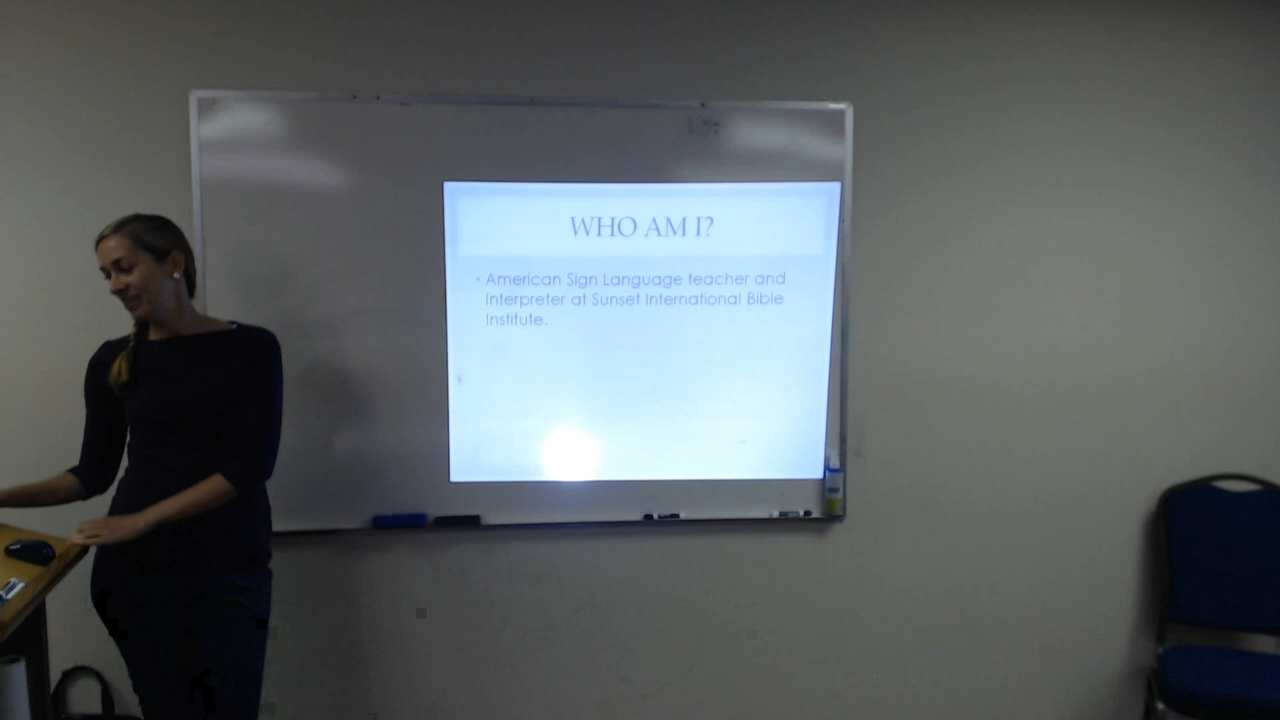 WHO AM I?
• American Sign Language teacher and
Interpreter at Sunset International Bible
Institute.